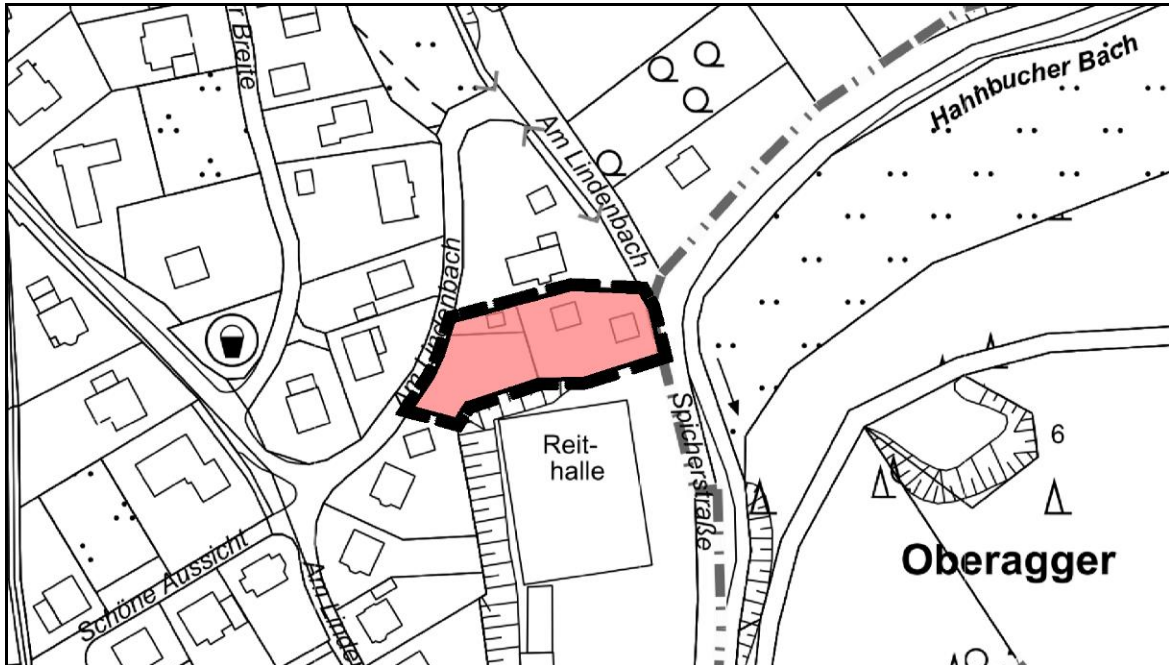 r Breite
Hahnbucher Bach
Am Lindenbach
Am Lindenbach
Reit-
halle
Spicherstraße
6
Oberagger
Schöne Aussicht
Am Linde